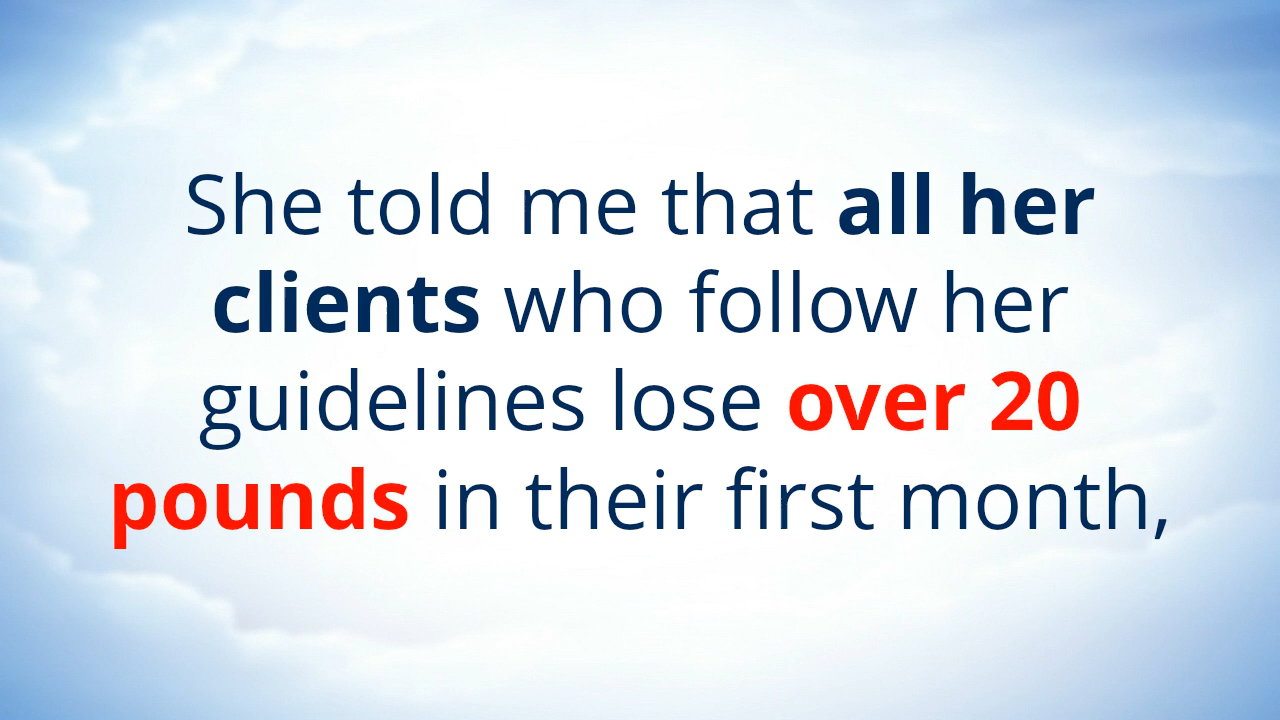 She told me that all her
clients who follow her
guidelines lose over 20
pounds in their first month,